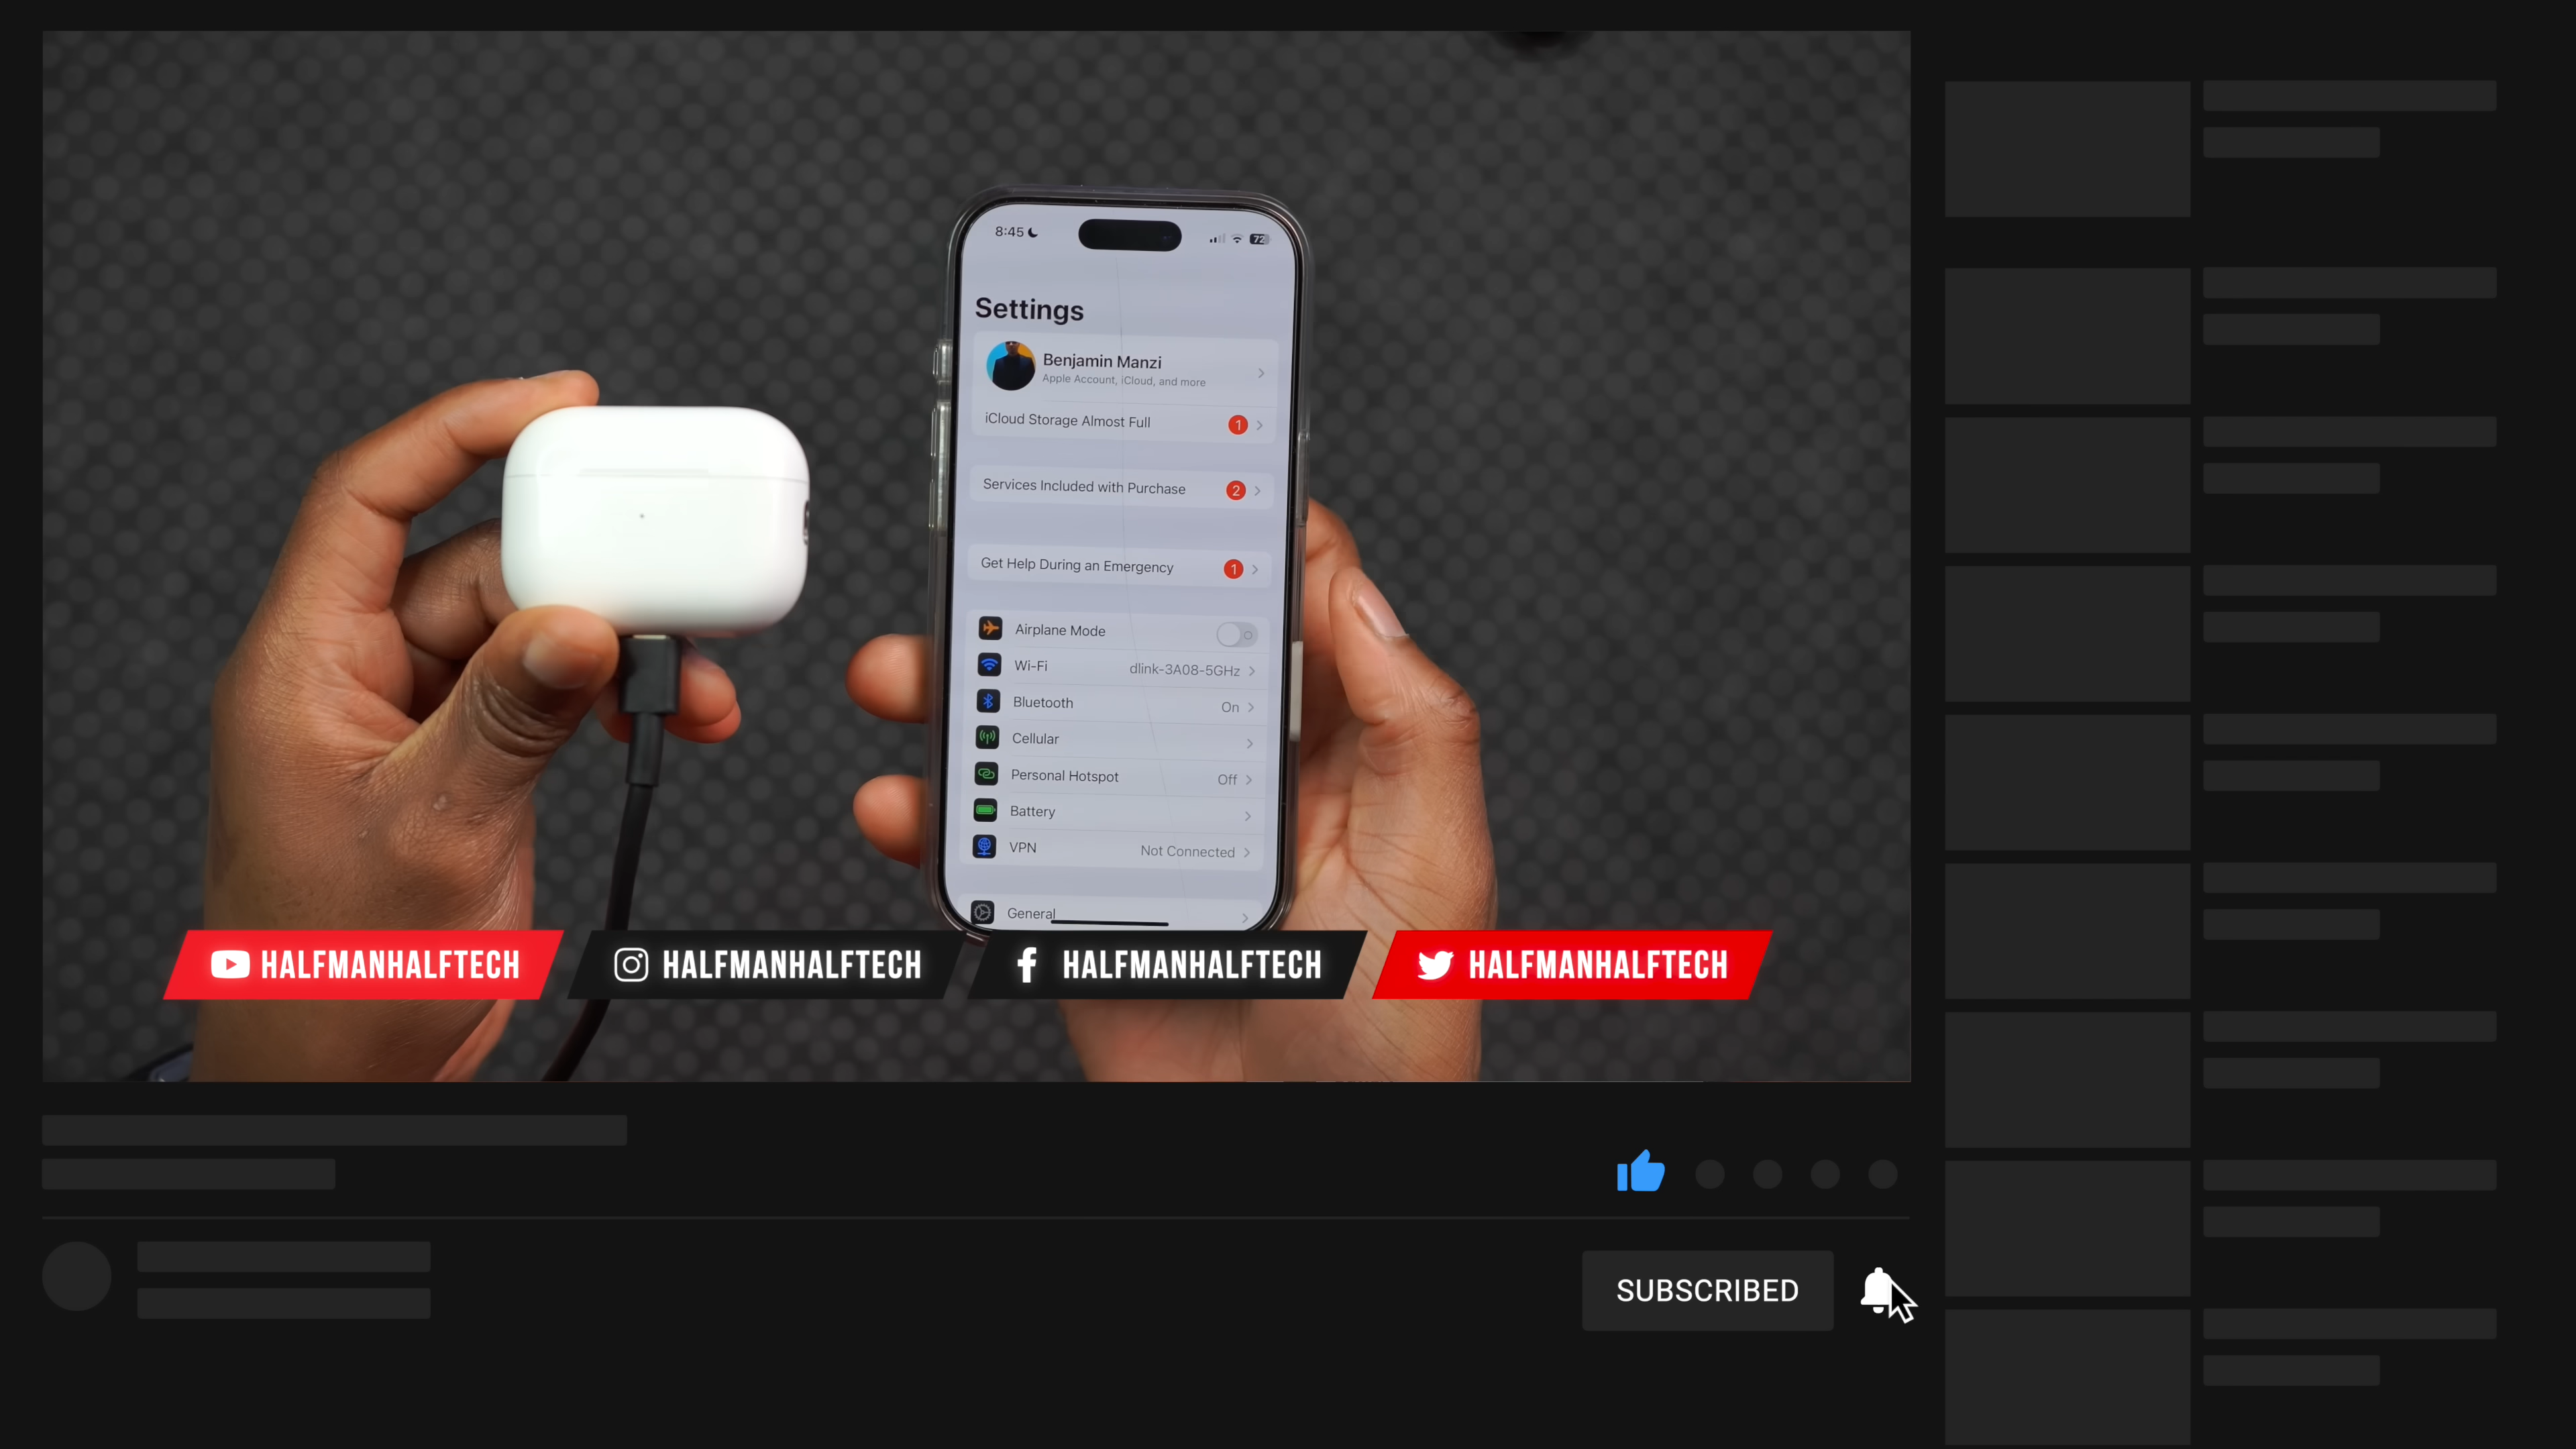 8:45
72
Settings
Benjamin Manzi
Apple Account, iCloud, and more
iCloud Storage Almost Full 1
Services Included with Purchase 2
Get Help During an Emergency 1
Airplane Mode
Wi-Fi dlink-3A08-5GHz
Bluetooth On
Cellular
Personal Hotspot Off
Battery
VPN Not Connected
General
HALFMANHALFTECH HALFMANHALFTECH HALFMANHALFTECH HALFMANHALFTECH
SUBSCRIBED